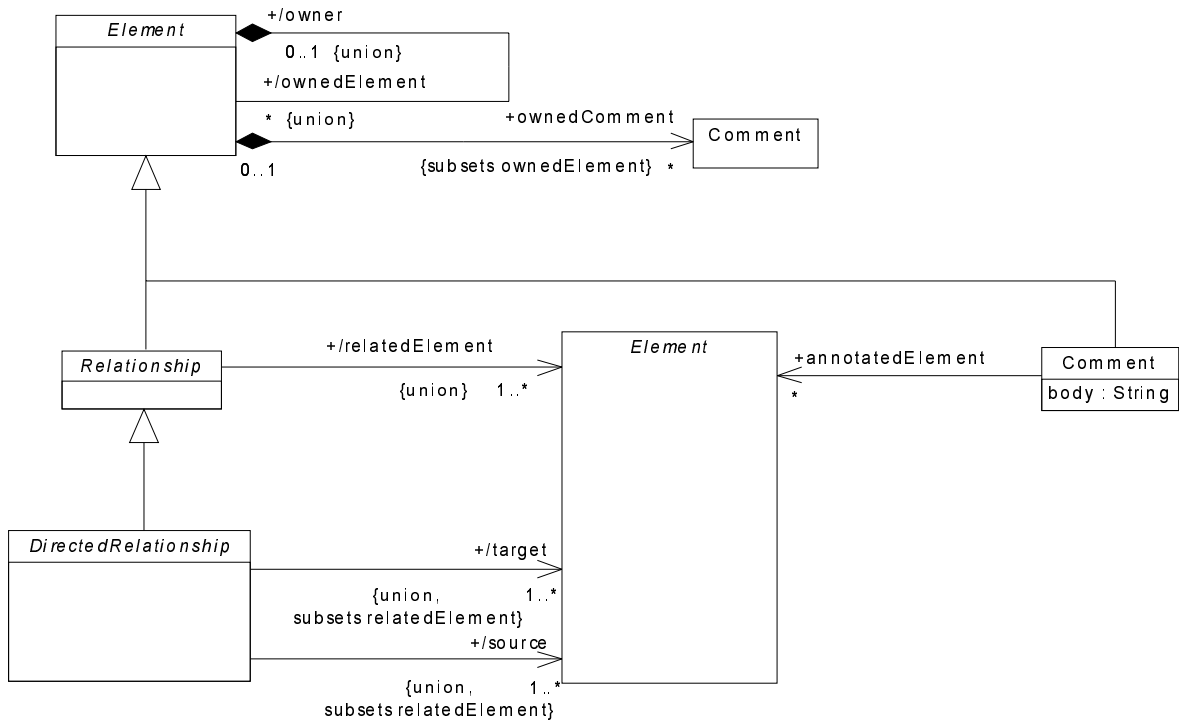 Element
+/owner
0..1 {union}
+/ownedElement
* {union}
+ownedComment
Comment
0..1
{subsets ownedElement} *
Relationship
+/relatedElement
{union} 1..*
Element
+annotatedElement
*
Comment
body : String
DirectedRelationship
+/target
{union, 1..*
subsets relatedElement}
+/source
{union, 1..*
subsets relatedElement}